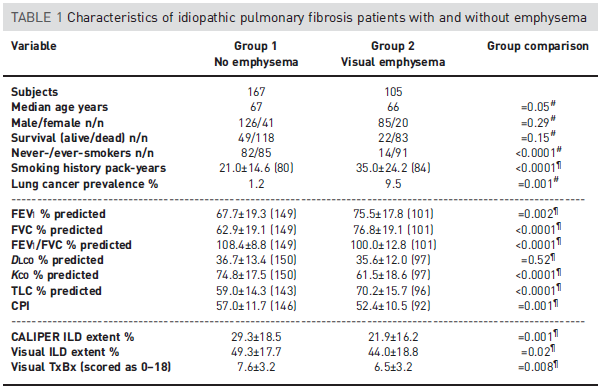 TABLE 1 Characteristics of idiopathic pulmonary fibrosis patients with and without emphysema
Variable Group 1 Group 2 Group comparison
No emphysema Visual emphysema
Subjects 167 105
Median age years 67 66 =0.05#
Male/female n/n 126/41 85/20 =0.29#
Survival (alive/dead) n/n 49/118 22/83 =0.15#
Never-/ever-smokers n/n 82/85 14/91 <0.0001#
Smoking history pack-years 21.0±14.6 (80) 35.0±24.2 (84) <0.0001¶
Lung cancer prevalence % 1.2 9.5 =0.001#
FEV1 % predicted 67.7±19.3 (149) 75.5±17.8 (101) =0.002¶
FVC % predicted 62.9±19.1 (149) 76.8±19.1 (101) <0.0001¶
FEV1/FVC % predicted 108.4±8.8 (149) 100.0±12.8 (101) <0.0001¶
DLCO % predicted 36.7±13.4 (150) 35.6±12.0 (97) =0.52¶
KCO % predicted 74.8±17.5 (150) 61.5±18.6 (97) <0.0001¶
TLC % predicted 59.0±14.3 (143) 70.2±15.7 (96) <0.0001¶
CPI 57.0±11.7 (146) 52.4±10.5 (92) =0.001¶
CALIPER ILD extent % 29.3±18.5 21.9±16.2 =0.001¶
Visual ILD extent % 49.3±17.7 44.0±18.8 =0.02¶
Visual TxBx (scored as 0–18) 7.6±3.2 6.5±3.2 =0.008¶